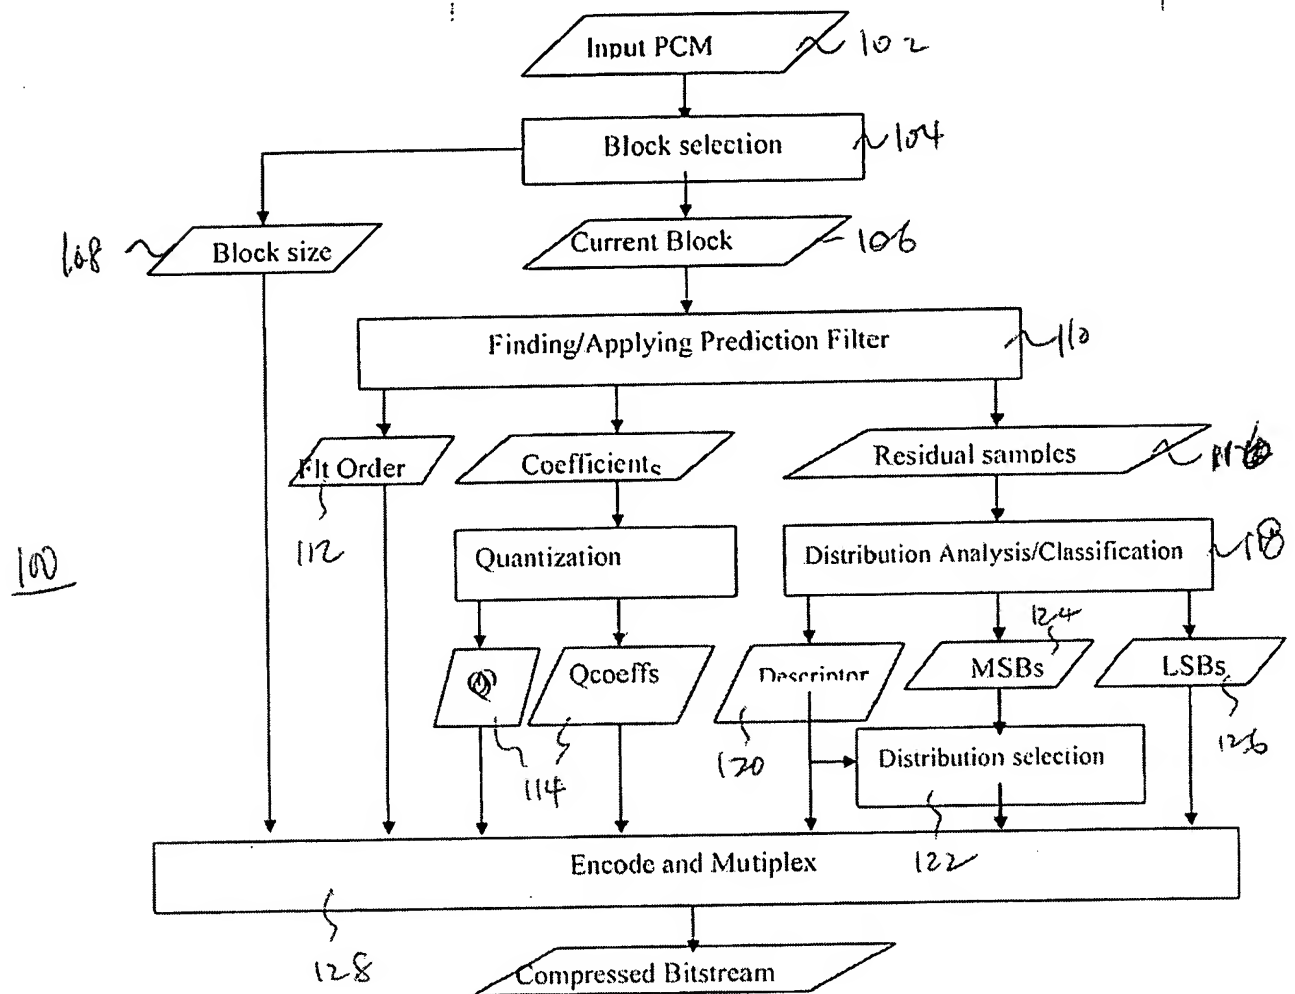 Input PCM 102
Block selection 104
108 Block size
Current Block 106
Finding/Applying Prediction Filter 110
Flt Order
Coefficients
Residual samples
112
100
Quantization
Distribution Analysis/Classification
124
Q
Qcoeffs
Descriptor
MSBs
LSBs
114
120
Distribution selection
126
122
Encode and Mutiplex
128
Compressed Bitstream